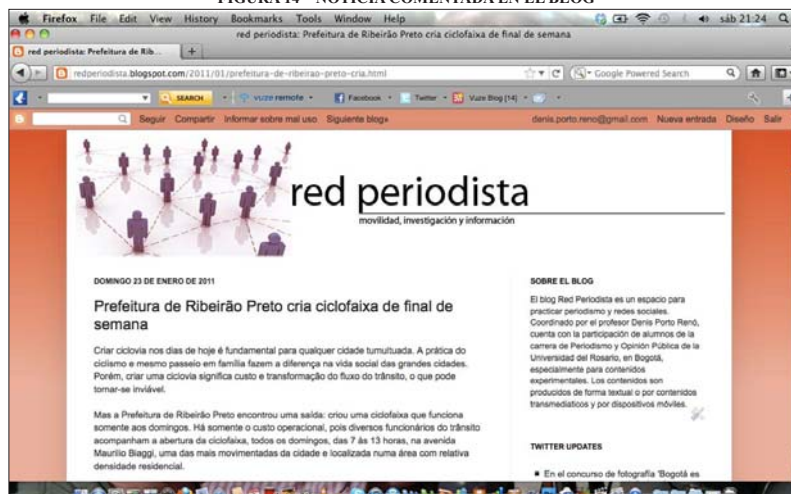 FIGURA 14 – NOTICIA COMENTADA EN EL BLOG
Firefox File Edit View History Bookmarks Tools Window Help
sáb 21:24
red periodista: Prefeitura de Ribeirão Preto cria ciclofaixa de final de semana
red periodista: Prefeitura de Rib...
redperiodista.blogspot.com/2011/01/prefeitura-de-ribeirao-preto-cria.html
Google Powered Search
SEARCH vuze remote Facebook Twitter Vuze Blog [14]
Seguir Compartir Informar sobre mal uso Siguiente blog»
denis.porto.reno@gmail.com Nueva entrada Diseño Salir
red periodista
movilidad, investigación y información
DOMINGO 23 DE ENERO DE 2011
Prefeitura de Ribeirão Preto cria ciclofaixa de final de
semana
Criar ciclovia nos dias de hoje é fundamental para qualquer cidade tumultuada. A prática do
ciclismo e mesmo passeio em família fazem a diferença na vida social das grandes cidades.
Porém, criar uma ciclovia significa custo e transformação do fluxo do trânsito, o que pode
tornar-se inviável.
Mas a Prefeitura de Ribeirão Preto encontrou uma saída: criou uma ciclofaixa que funciona
somente aos domingos. Há somente o custo operacional, pois diversos funcionários do trânsito
acompanham a abertura da ciclofaixa, todos os domingos, das 7 às 13 horas, na avenida
Maurílio Biaggi, uma das mais movimentadas da cidade e localizada numa área com relativa
densidade residencial.
SOBRE EL BLOG
El blog Red Periodista es un espacio para
practicar periodismo y redes sociales.
Coordinado por el profesor Denis Porto Renó,
cuenta con la participación de alumnos de la
carrera de Periodismo y Opinión Pública de la
Universidad del Rosario, en Bogotá,
especialmente para contenidos
experimentales. Los contenidos son
producidos de forma textual o por contenidos
transmediaticos y por dispositivos móviles.
TWITTER UPDATES
En el concurso de fotografía 'Bogotá es